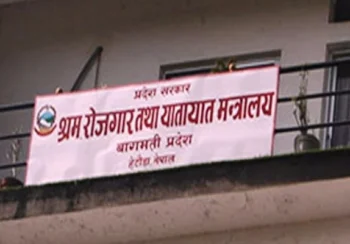 प्रदेश सरकार
श्रम रोजगार तथा यातायात मन्त्रालय
बागमती प्रदेश
हेटौंडा, नेपाल